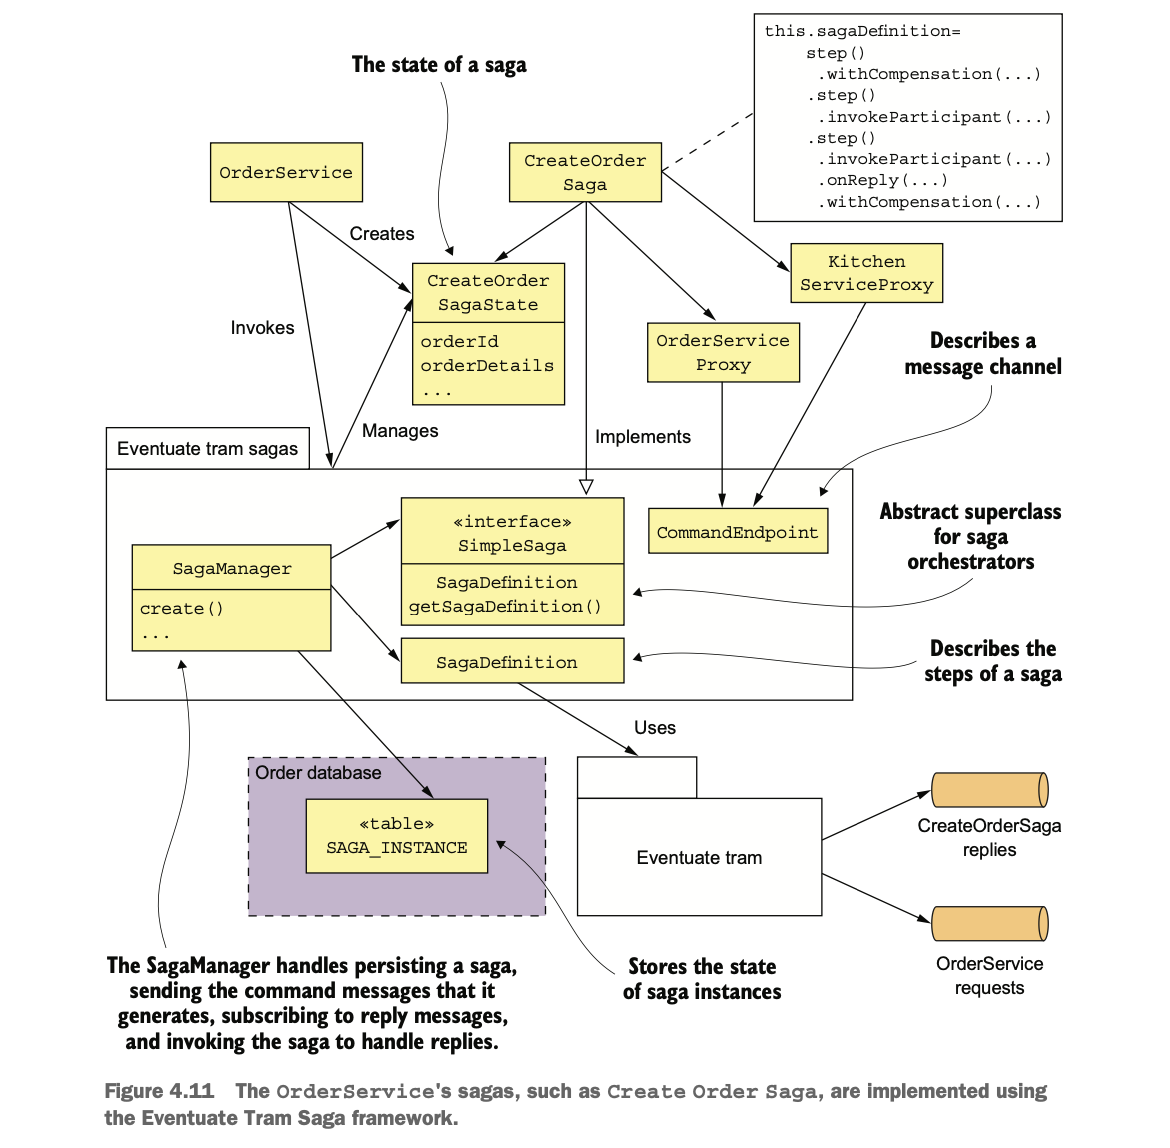 this.sagaDefinition=
step()
.withCompensation(...)
.step()
.invokeParticipant(...)
.step()
.invokeParticipant(...)
.onReply(...)
.withCompensation(...)
The state of a saga
OrderService
CreateOrder
Saga
Creates
CreateOrder
SagaState
orderId
orderDetails
...
Kitchen
ServiceProxy
Invokes
OrderService
Proxy
Describes a
message channel
Manages
Implements
Eventuate tram sagas
«interface»
SimpleSaga
SagaDefinition
getSagaDefinition()
CommandEndpoint
Abstract superclass
for saga
orchestrators
SagaManager
create()
...
SagaDefinition
Describes the
steps of a saga
Uses
Order database
«table»
SAGA_INSTANCE
Eventuate tram
CreateOrderSaga
replies
OrderService
requests
The SagaManager handles persisting a saga,
sending the command messages that it
generates, subscribing to reply messages,
and invoking the saga to handle replies.
Stores the state
of saga instances
Figure 4.11 The OrderService's sagas, such as Create Order Saga, are implemented using
the Eventuate Tram Saga framework.